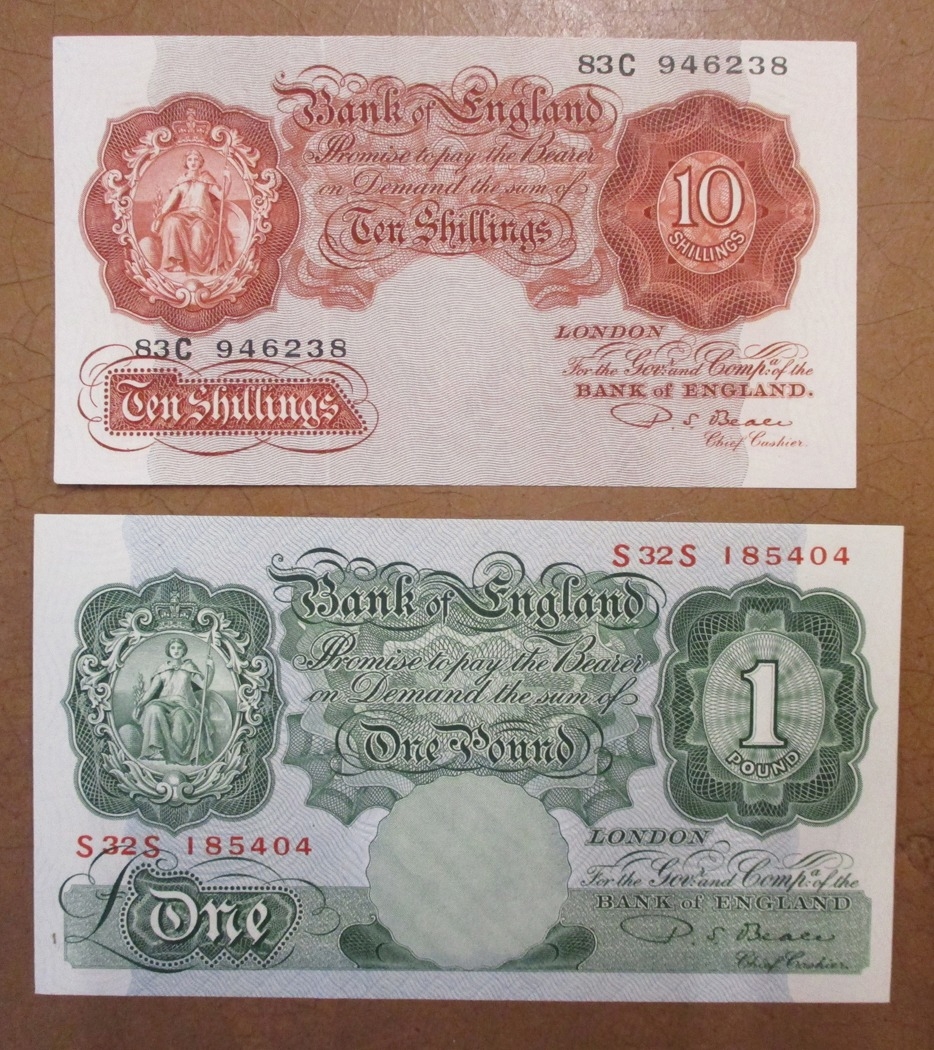 83C 946238
Bank of England
Promise to pay the Bearer
on Demand the sum of
Ten Shillings
10
SHILLINGS
LONDON
83C 946238
For the Govr. and Compa. of the
BANK of ENGLAND.
Ten Shillings
P. S. Beale
Chief Cashier.
S32S 185404
Bank of England
Promise to pay the Bearer
on Demand the sum of
One Pound
1
POUND
LONDON
S32S 185404
For the Govr. and Compa. of the
BANK of ENGLAND
£ One
P. S. Beale
Chief Cashier.
1